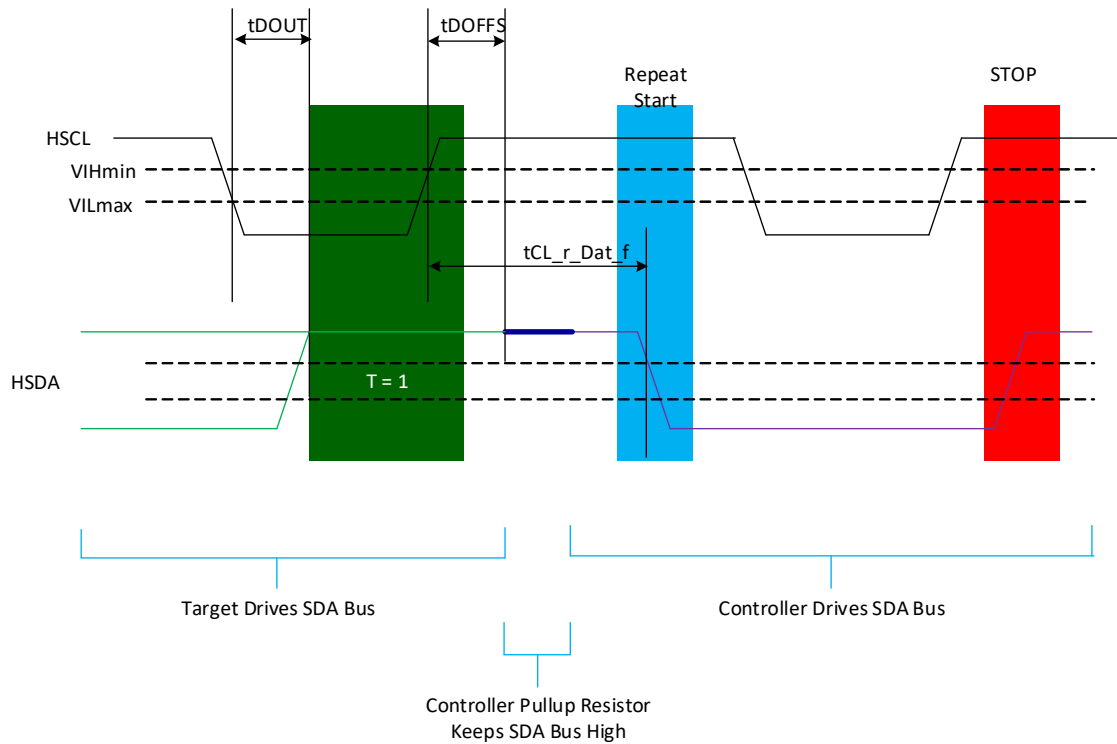 tDOUT
tDOFFS
Repeat
Start
STOP
HSCL
VIHmin
VILmax
tCL_r_Dat_f
HSDA
T = 1
Target Drives SDA Bus
Controller Drives SDA Bus
Controller Pullup Resistor
Keeps SDA Bus High